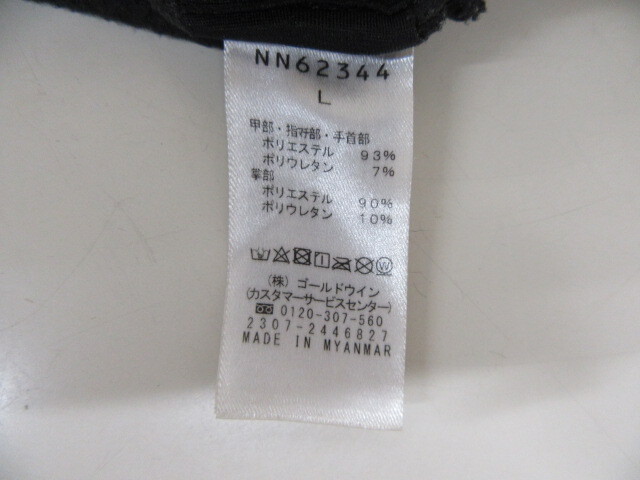 NN62344
L
甲部・指マチ部・手首部
ポリエステル 93%
ポリウレタン 7%
掌部
ポリエステル 90%
ポリウレタン 10%
(株) ゴールドウイン
(カスタマーサービスセンター)
0120-307-560
2307-2446827
MADE IN MYANMAR